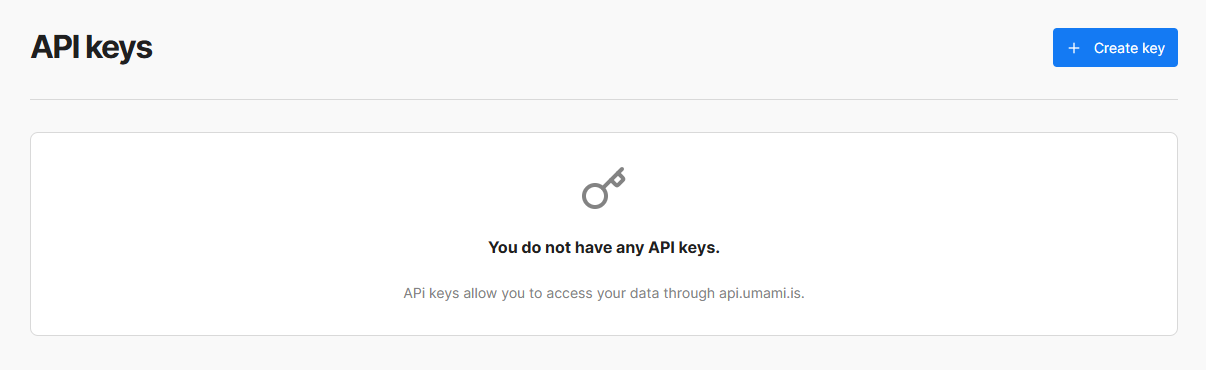 API keys
+ Create key
You do not have any API keys.
APi keys allow you to access your data through api.umami.is.